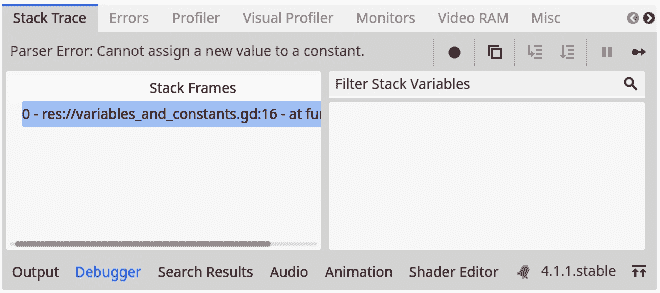 Stack Trace Errors Profiler Visual Profiler Monitors Video RAM Misc
Parser Error: Cannot assign a new value to a constant.
Stack Frames
Filter Stack Variables
0 - res://variables_and_constants.gd:16 - at fu
Output Debugger Search Results Audio Animation Shader Editor 4.1.1.stable